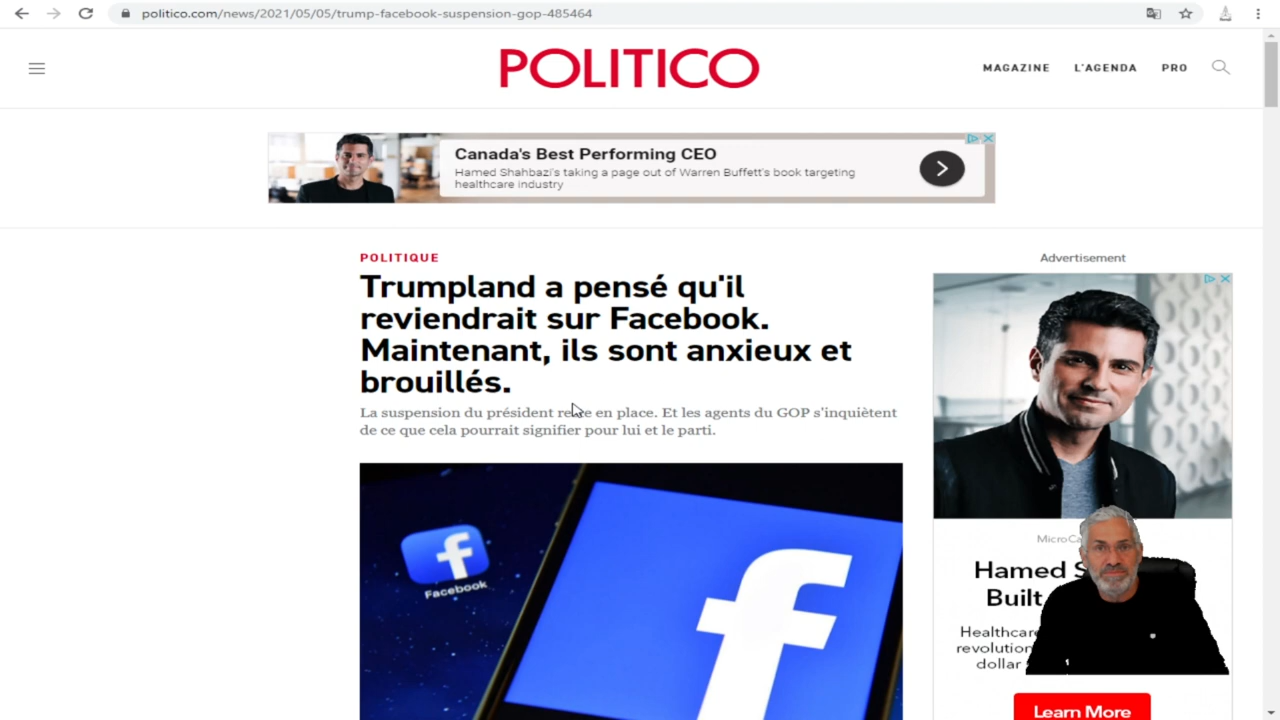 politico.com/news/2021/05/05/trump-facebook-suspension-gop-485464
POLITICO
MAGAZINE L'AGENDA PRO
Canada's Best Performing CEO
Hamed Shahbazi's taking a page out of Warren Buffett's book targeting
healthcare industry
POLITIQUE
Trumpland a pensé qu'il
reviendrait sur Facebook.
Maintenant, ils sont anxieux et
brouillés.
La suspension du président reste en place. Et les agents du GOP s'inquiètent
de ce que cela pourrait signifier pour lui et le parti.
Facebook
Advertisement
Hamed
Built
dollar
Learn More